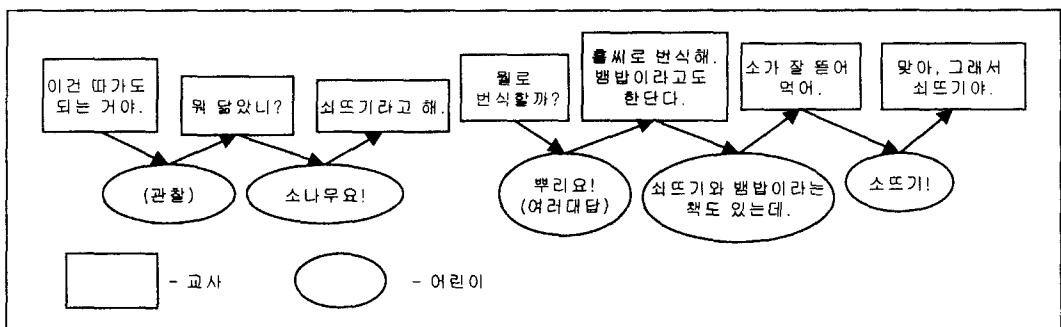 이건 따가도
되는 거야.
뭐 닮았니?
쇠뜨기라고 해.
뭘로
번식할까?
홀씨로 번식해.
뱀밥이라고도
한단다.
소가 잘 뜯어
먹어.
맞아, 그래서
쇠뜨기야.
(관찰)
소나무요!
뿌리요!
(여러대답)
쇠뜨기와 뱀밥이라는
책도 있는데.
소뜨기!
- 교사
- 어린이